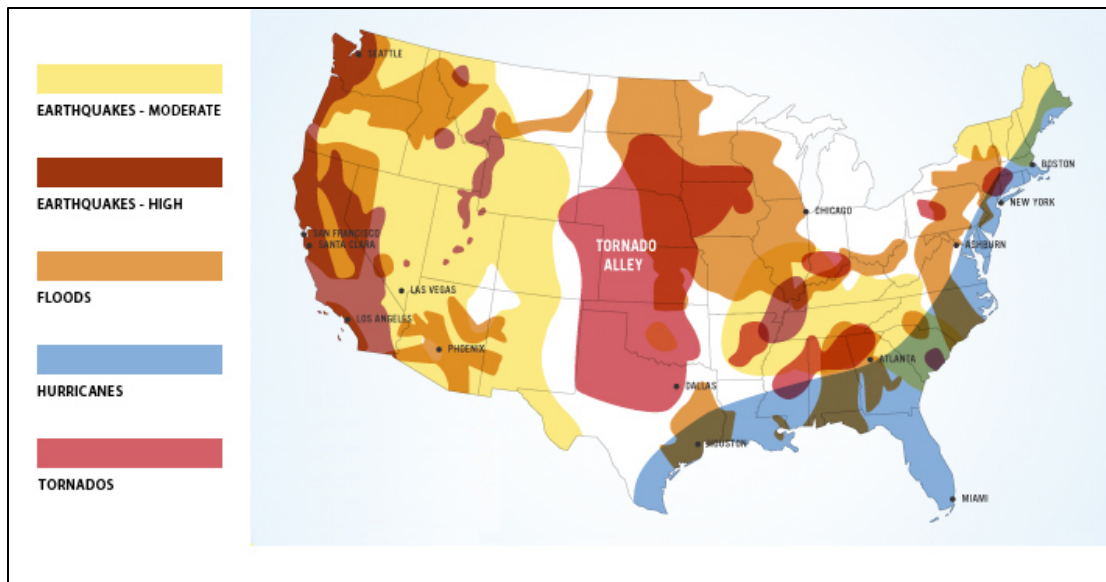 EARTHQUAKES - MODERATE
EARTHQUAKES - HIGH
FLOODS
HURRICANES
TORNADOS
SEATTLE
BOSTON
CHICAGO
NEW YORK
SAN FRANCISCO
SANTA CLARA
TORNADO
ALLEY
ASHBURN
LAS VEGAS
LOS ANGELES
PHOENIX
ATLANTA
DALLAS
HOUSTON
MIAMI